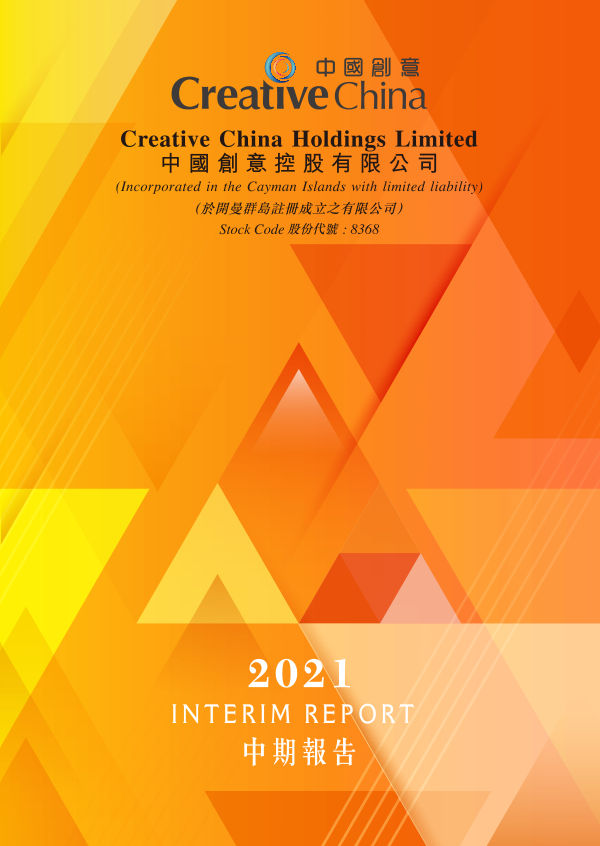 中國創意
Creative China
Creative China Holdings Limited
中國創意控股有限公司
(Incorporated in the Cayman Islands with limited liability)
（於開曼群島註冊成立之有限公司）
Stock Code 股份代號：8368
2021
INTERIM REPORT
中期報告